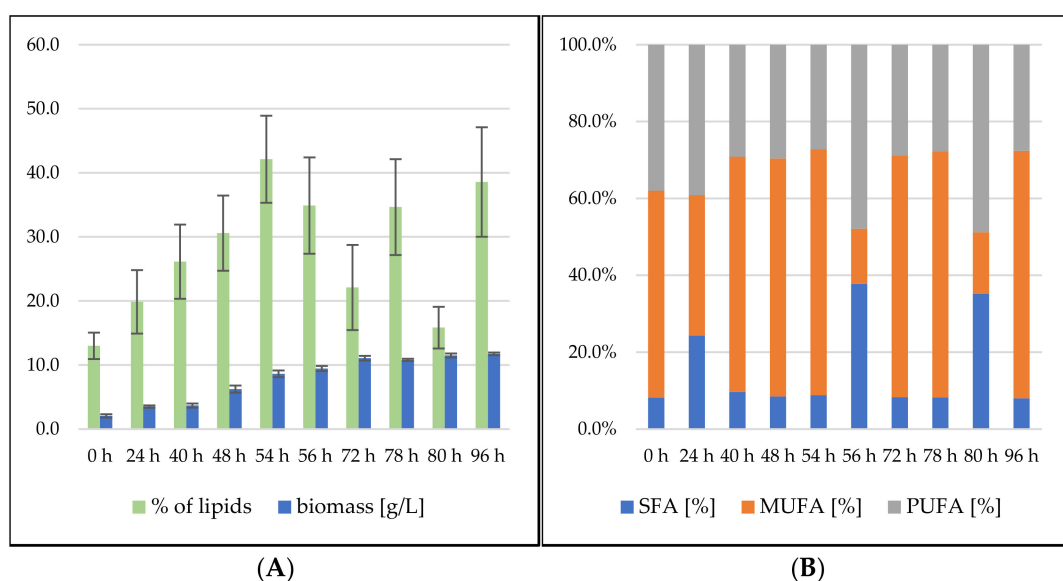 60.0
50.0
40.0
30.0
20.0
10.0
0.0
0 h 24 h 40 h 48 h 54 h 56 h 72 h 78 h 80 h 96 h
% of lipids biomass [g/L]
(A)
100.0%
80.0%
60.0%
40.0%
20.0%
0.0%
0 h 24 h 40 h 48 h 54 h 56 h 72 h 78 h 80 h 96 h
SFA [%] MUFA [%] PUFA [%]
(B)